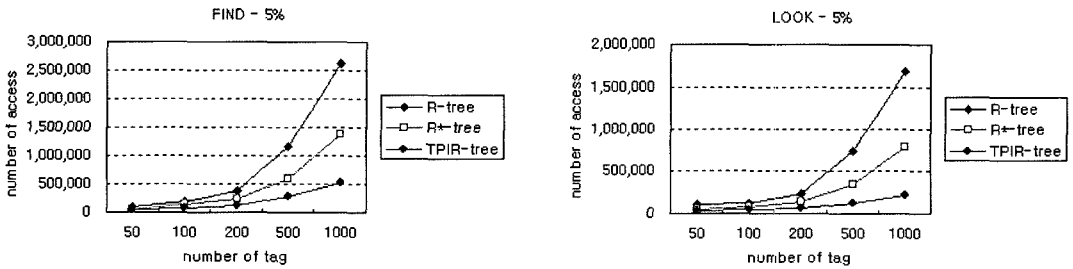 FIND - 5%
3,000,000
2,500,000
2,000,000
1,500,000
1,000,000
500,000
0
number of access
50 100 200 500 1000
number of tag
R-tree
R*-tree
TPIR-tree
LOOK - 5%
2,000,000
1,500,000
1,000,000
500,000
0
number of access
50 100 200 500 1000
number of tag
R-tree
R*-tree
TPIR-tree